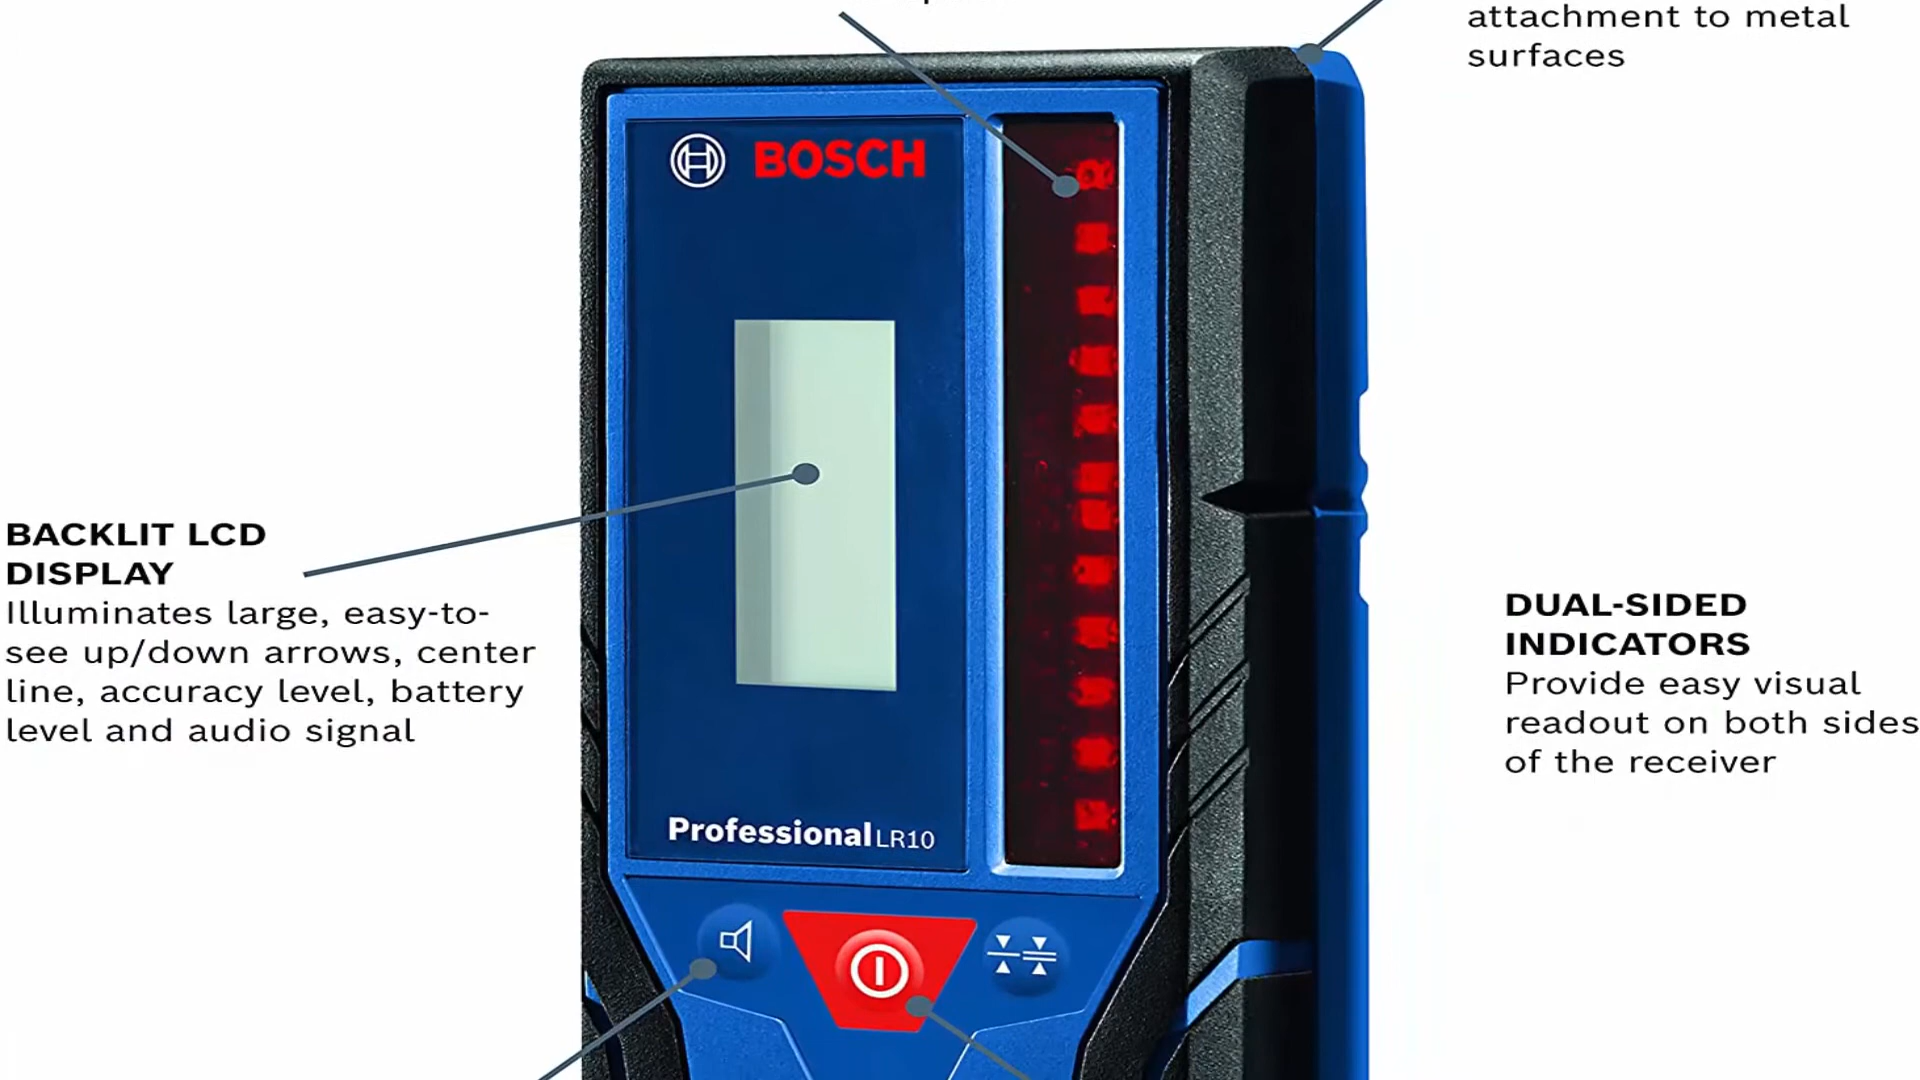 attachment to metal
surfaces
BOSCH
BACKLIT LCD
DISPLAY
Illuminates large, easy-to-
see up/down arrows, center
line, accuracy level, battery
level and audio signal
DUAL-SIDED
INDICATORS
Provide easy visual
readout on both sides
of the receiver
Professional LR10